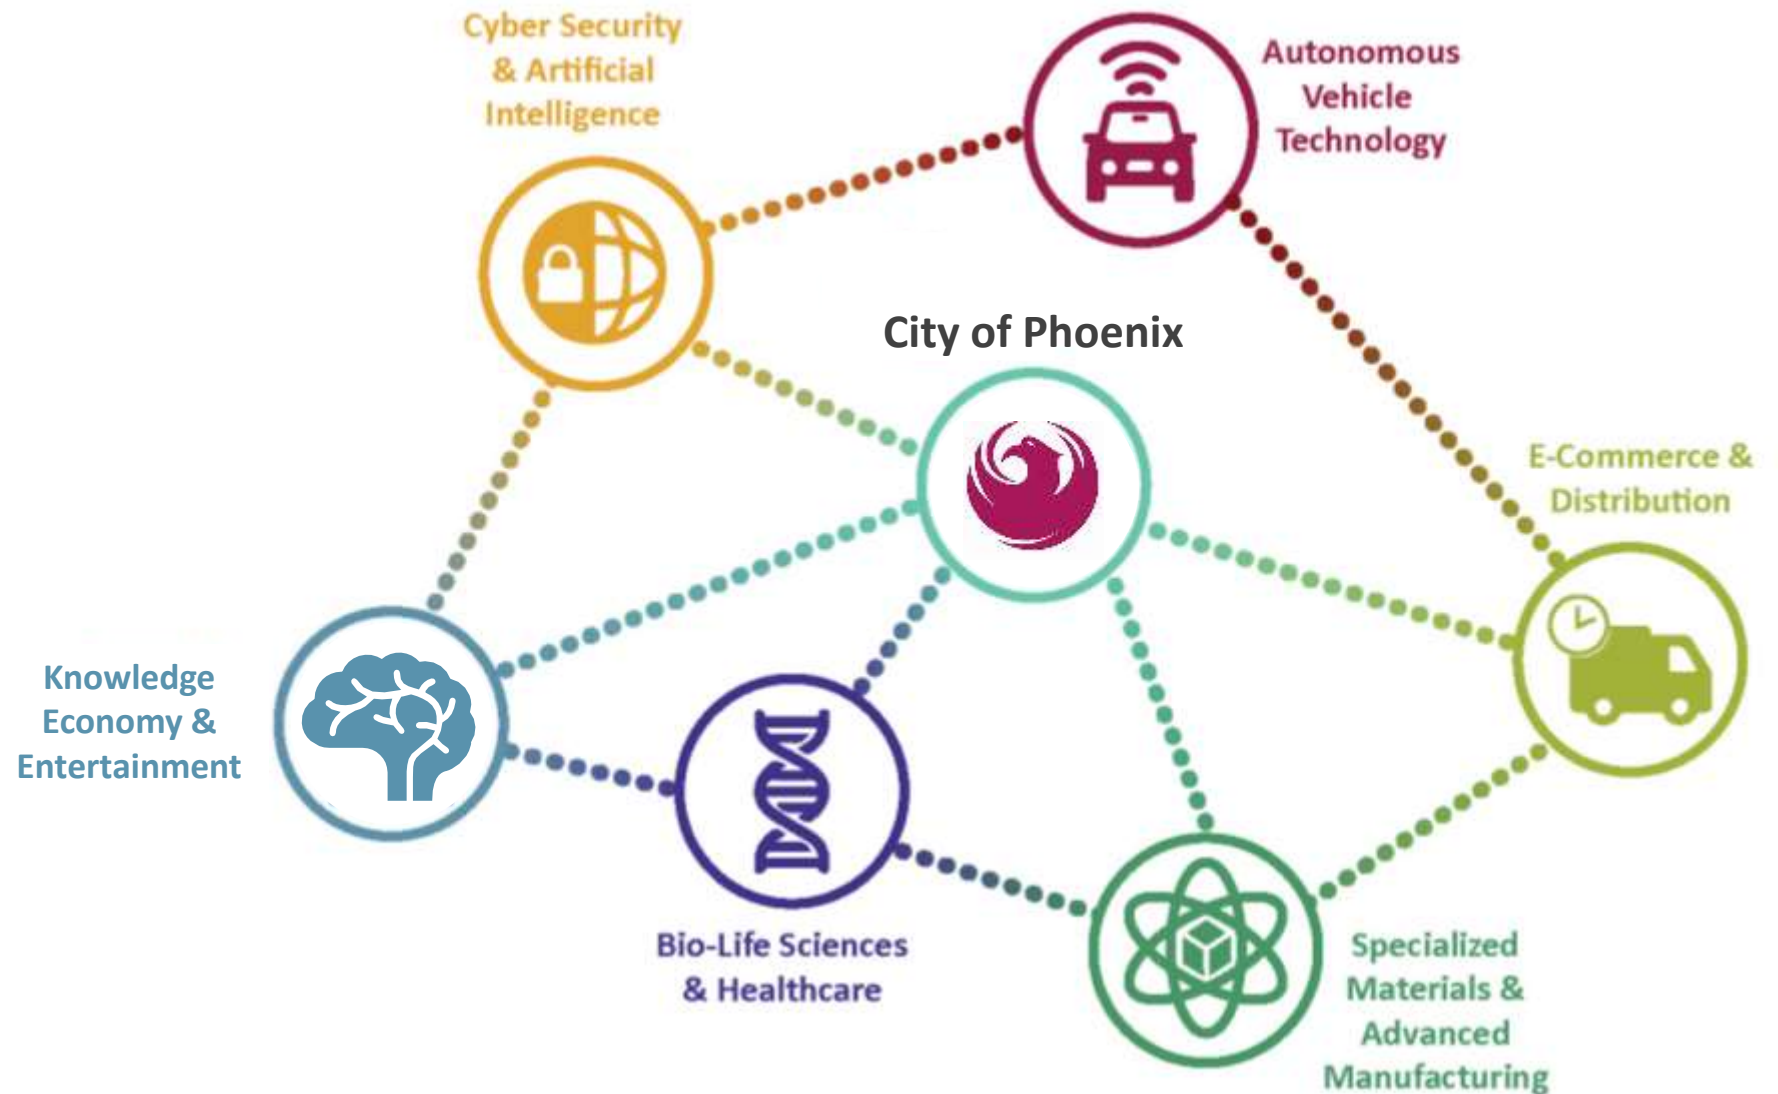 Cyber Security
& Artificial
Intelligence
Autonomous
Vehicle
Technology
City of Phoenix
E-Commerce &
Distribution
Knowledge
Economy &
Entertainment
Bio-Life Sciences
& Healthcare
Specialized
Materials &
Advanced
Manufacturing